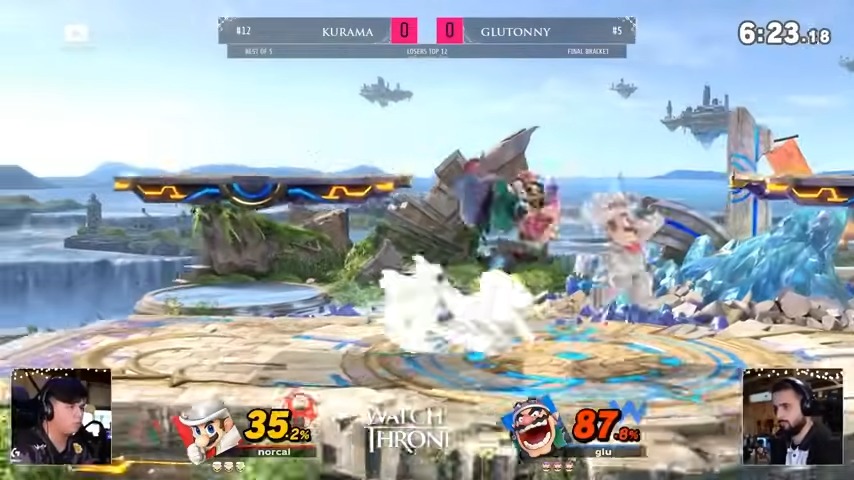 #12 KURAMA 0 0 GLUTONNY #5
BEST OF 5 LOSERS TOP 12 FINAL BRACKET
6:23.18
35.2%
norcal
WATCH
THRONE
87.8%
glu